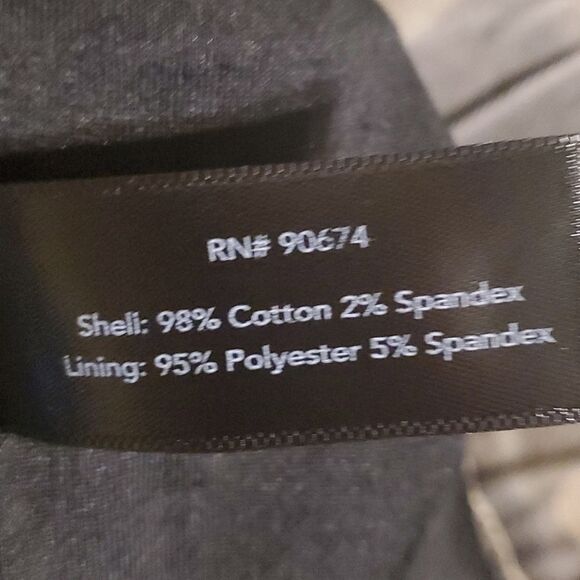 RN# 90674
Shell: 98% Cotton 2% Spandex
Lining: 95% Polyester 5% Spandex